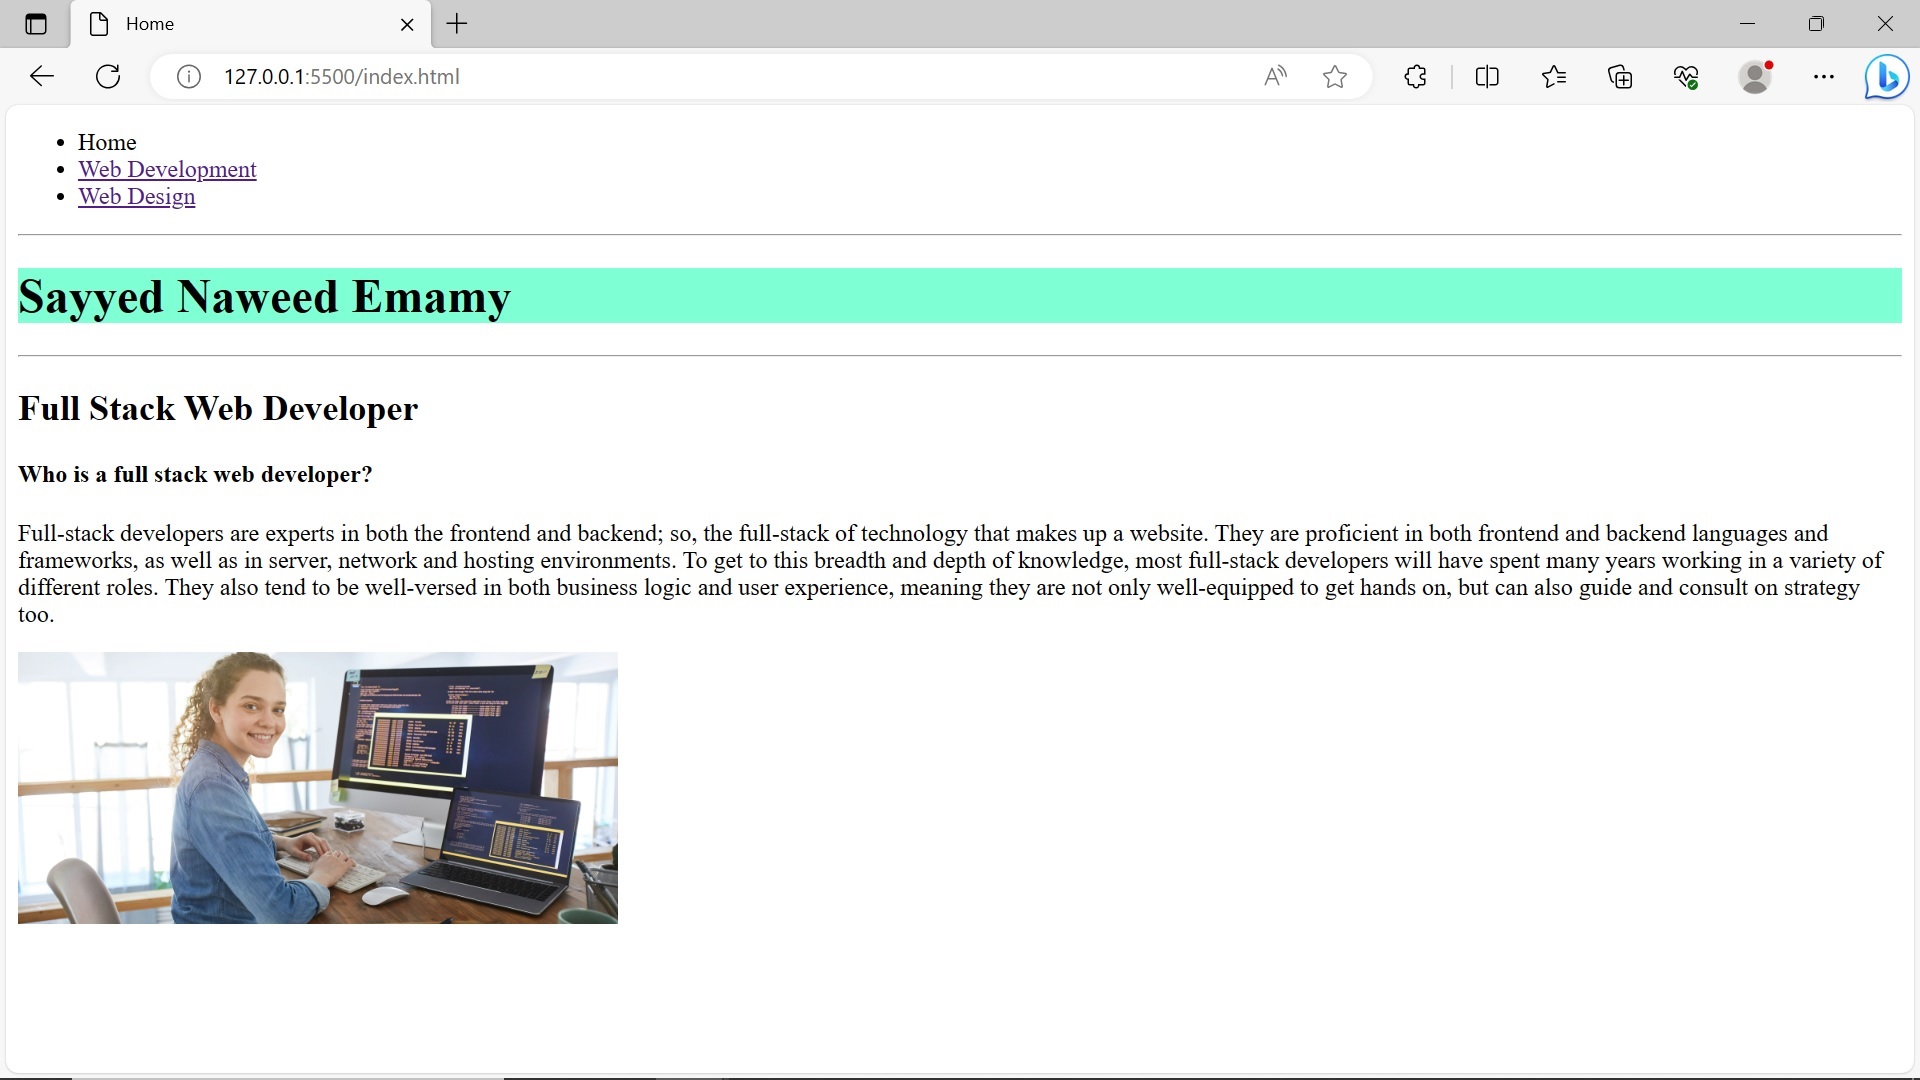 Home
127.0.0.1:5500/index.html
Home
Web Development
Web Design
Sayyed Naweed Emamy
Full Stack Web Developer
Who is a full stack web developer?
Full-stack developers are experts in both the frontend and backend; so, the full-stack of technology that makes up a website. They are proficient in both frontend and backend languages and
frameworks, as well as in server, network and hosting environments. To get to this breadth and depth of knowledge, most full-stack developers will have spent many years working in a variety of
different roles. They also tend to be well-versed in both business logic and user experience, meaning they are not only well-equipped to get hands on, but can also guide and consult on strategy
too.